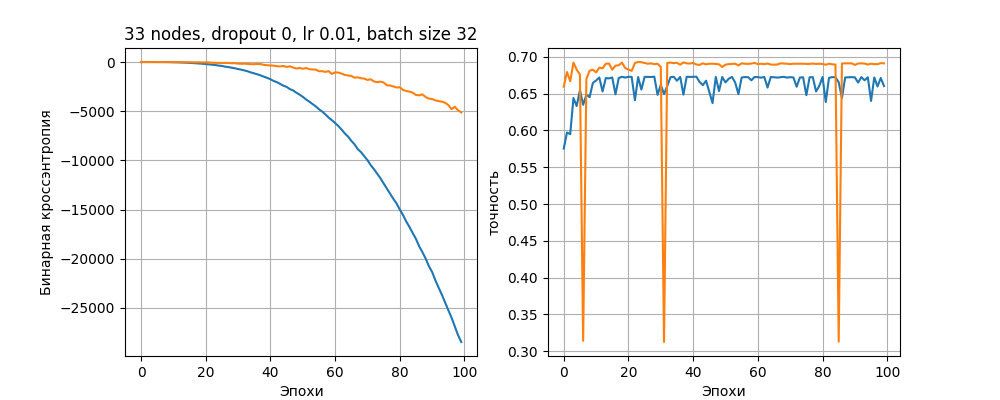 33 nodes, dropout 0, lr 0.01, batch size 32
Бинарная кроссэнтропия
0
−5000
−10000
−15000
−20000
−25000
0 20 40 60 80 100
Эпохи
точность
0.70
0.65
0.60
0.55
0.50
0.45
0.40
0.35
0.30
0 20 40 60 80 100
Эпохи